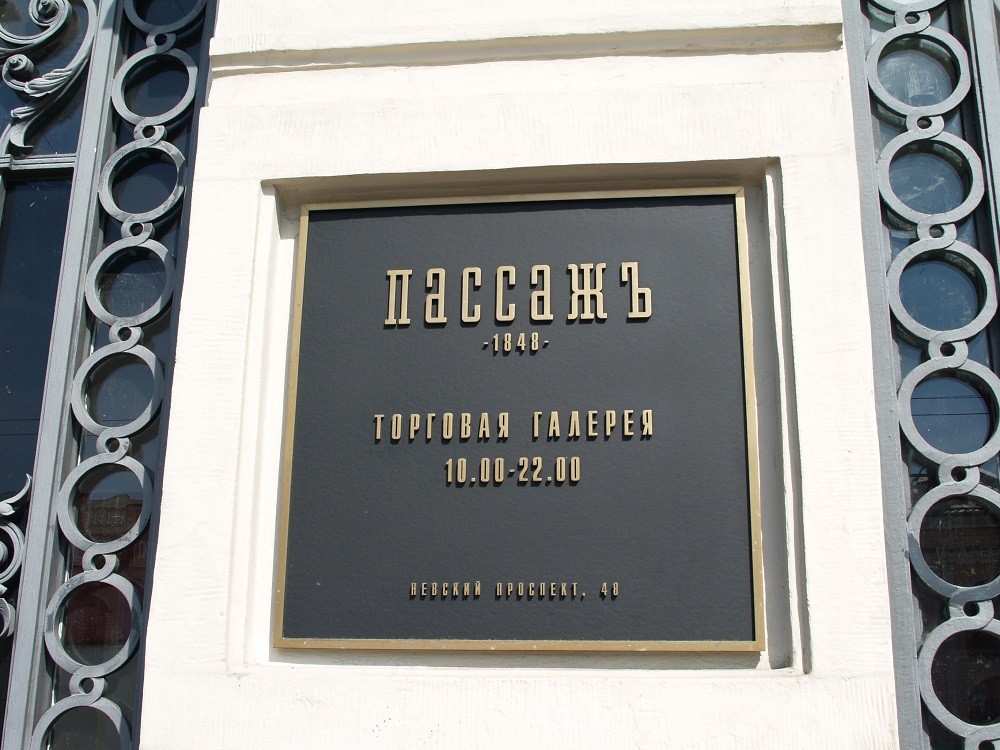 ПассажЪ
-1848-
ТОРГОВАЯ ГАЛЕРЕЯ
10.00-22.00
НЕВСКИЙ ПРОСПЕКТ, 48